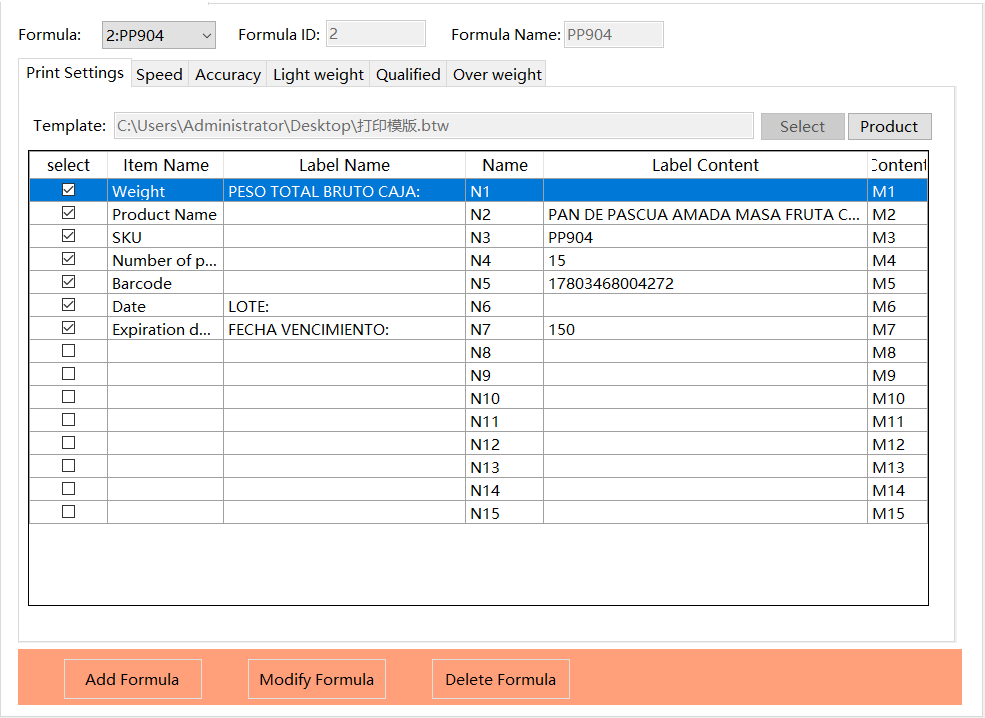 Formula: 2:PP904 Formula ID: 2 Formula Name: PP904
Print Settings Speed Accuracy Light weight Qualified Over weight
Template: C:\Users\Administrator\Desktop\打印模版.btw Select Product
select Item Name Label Name Name Label Content Content
Weight PESO TOTAL BRUTO CAJA: N1 M1
Product Name N2 PAN DE PASCUA AMADA MASA FRUTA C... M2
SKU N3 PP904 M3
Number of p... N4 15 M4
Barcode N5 17803468004272 M5
Date LOTE: N6 M6
Expiration d... FECHA VENCIMIENTO: N7 150 M7
N8 M8
N9 M9
N10 M10
N11 M11
N12 M12
N13 M13
N14 M14
N15 M15
Add Formula Modify Formula Delete Formula